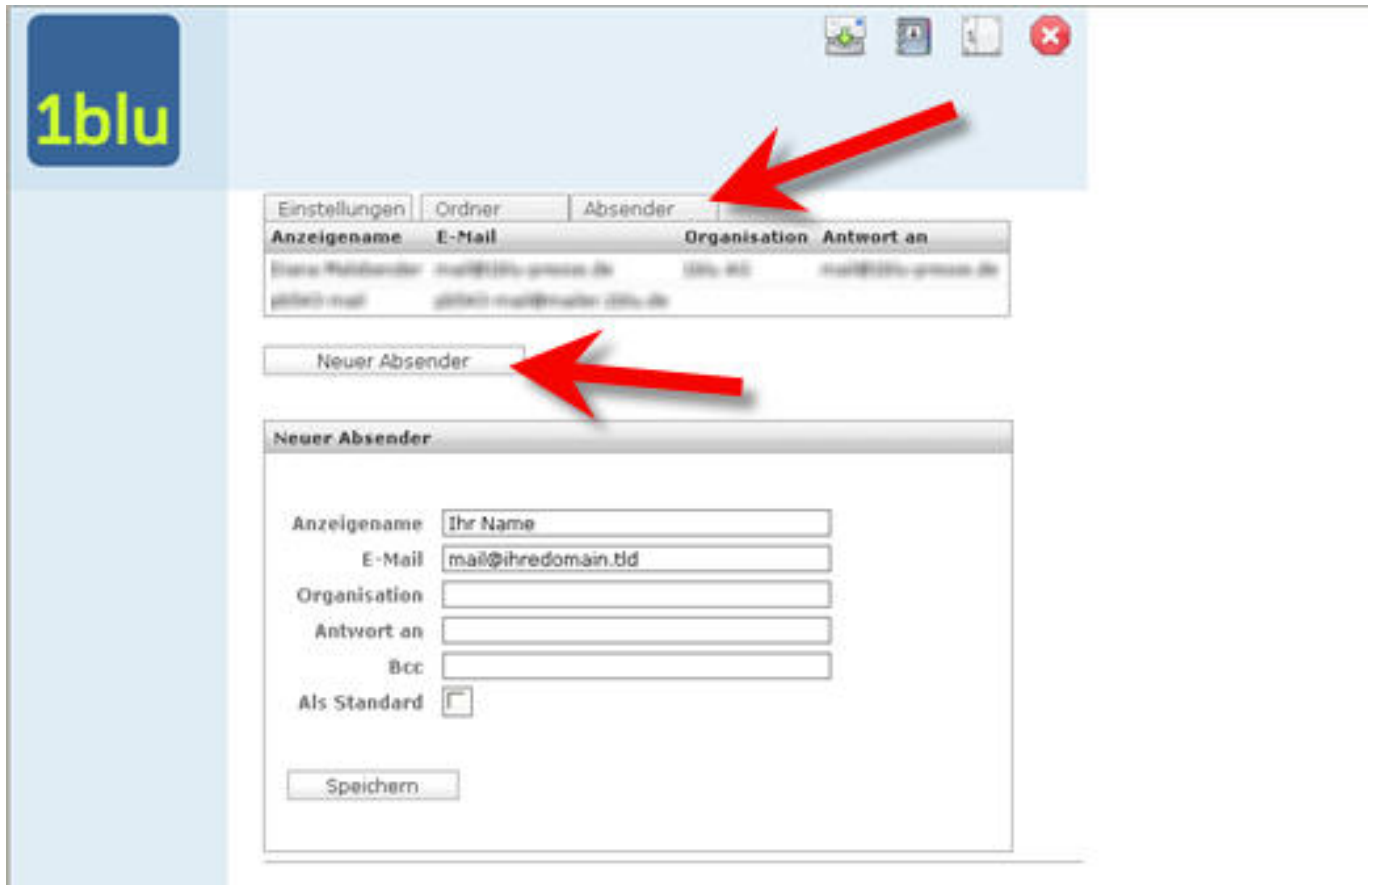 1blu
Einstellungen Ordner Absender
Anzeigename E-Mail Organisation Antwort an
Neuer Absender
Neuer Absender
Anzeigename Ihr Name
E-Mail mail@ihredomain.tld
Organisation
Antwort an
Bcc
Als Standard
Speichern